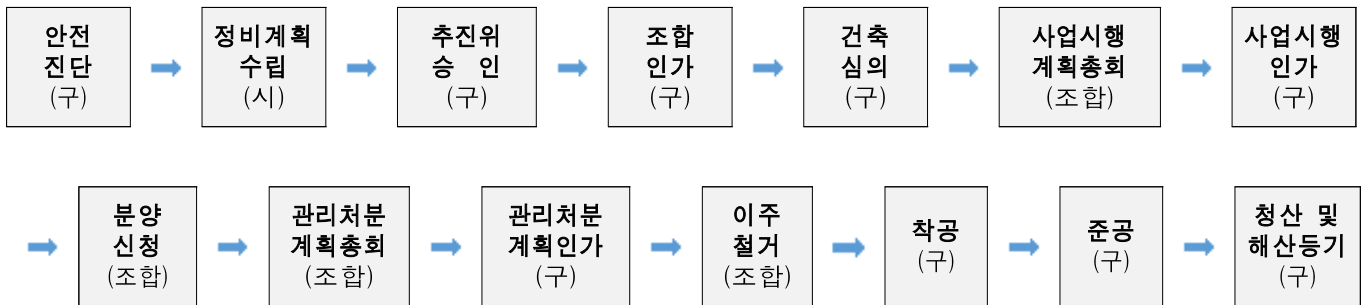 안전
진단
(구)
정비계획
수립
(시)
추진위
승 인
(구)
조합
인가
(구)
건축
심의
(구)
사업시행
계획총회
(조합)
사업시행
인가
(구)
분양
신청
(조합)
관리처분
계획총회
(조합)
관리처분
계획인가
(구)
이주
철거
(조합)
착공
(구)
준공
(구)
청산 및
해산등기
(구)